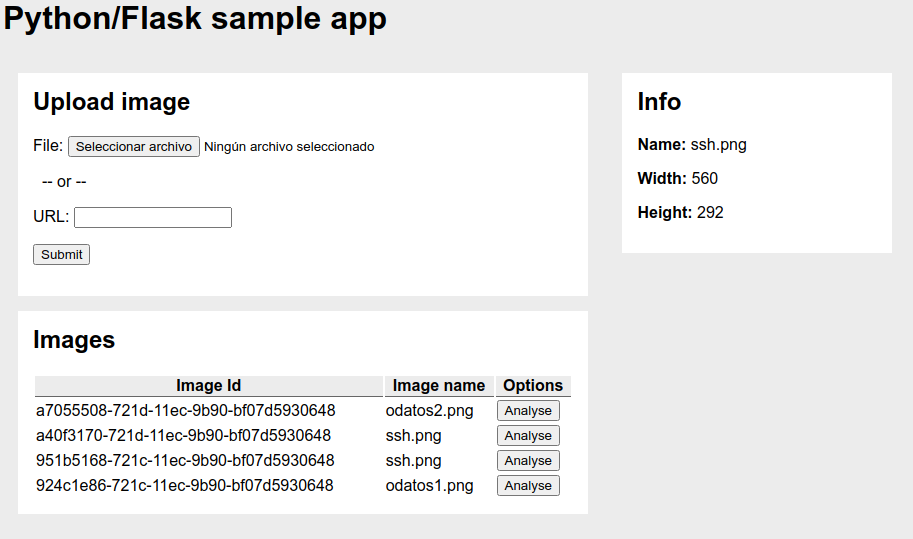 Python/Flask sample app
Upload image
File: Seleccionar archivo Ningún archivo seleccionado
-- or --
URL:
Submit
Info
Name: ssh.png
Width: 560
Height: 292
Images
Image Id Image name Options
a7055508-721d-11ec-9b90-bf07d5930648 odatos2.png Analyse
a40f3170-721d-11ec-9b90-bf07d5930648 ssh.png Analyse
951b5168-721c-11ec-9b90-bf07d5930648 ssh.png Analyse
924c1e86-721c-11ec-9b90-bf07d5930648 odatos1.png Analyse